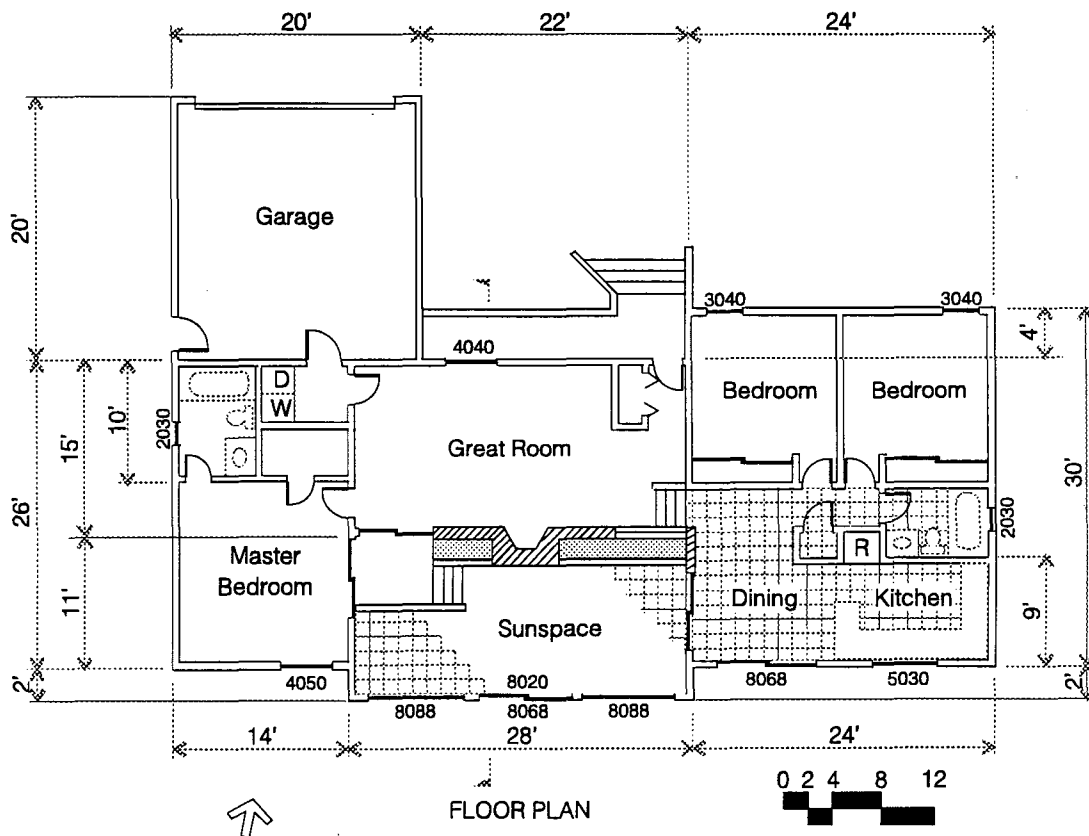 20'
22'
24'
20'
Garage
3040
3040
4'
4040
D
W
Bedroom
Bedroom
2030
10'
15'
Great Room
26'
30'
2030
Master
Bedroom
R
11'
Dining
Kitchen
9'
Sunspace
2'
4050
8020
8068
5030
2'
8088
8068
8088
14'
28'
24'
0 2 4 8 12
FLOOR PLAN